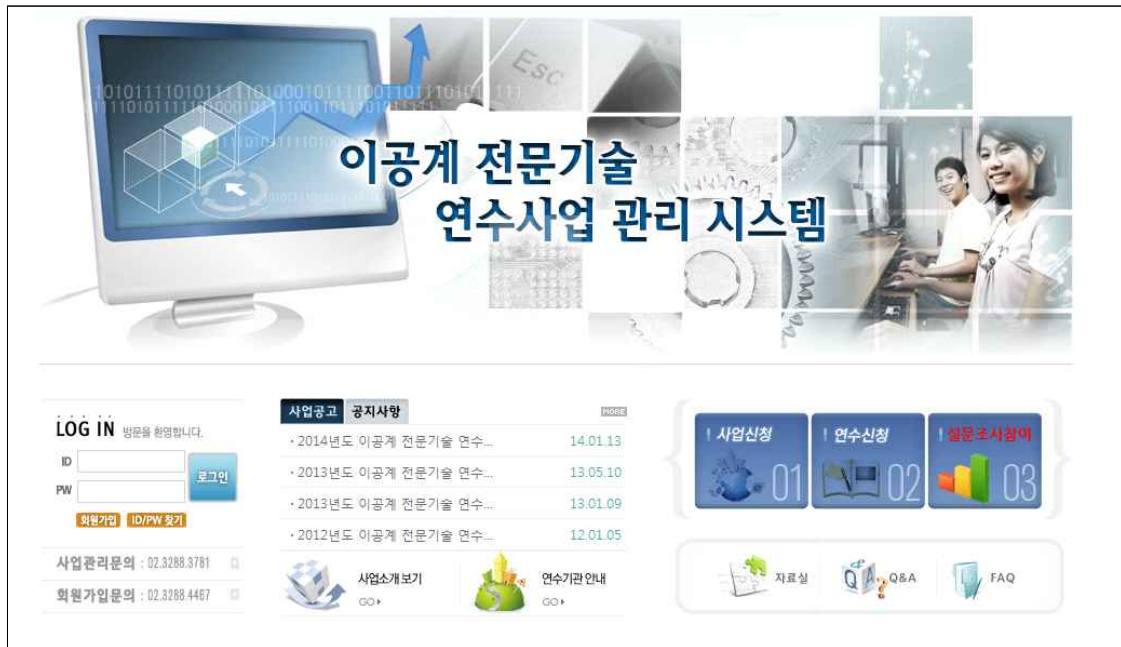 Esc
이공계 전문기술
연수사업 관리 시스템
LOG IN 방문을 환영합니다.
ID
PW
로그인
회원가입 ID/PW 찾기
사업관리문의 : 02.3288.3781
회원가입문의 : 02.3288.4467
사업공고 공지사항 MORE
· 2014년도 이공계 전문기술 연수... 14.01.13
· 2013년도 이공계 전문기술 연수... 13.05.10
· 2013년도 이공계 전문기술 연수... 13.01.09
· 2012년도 이공계 전문기술 연수... 12.01.05
사업소개 보기
GO
연수기관 안내
GO
사업신청 01
연수신청 02
설문조사참여 03
자료실
Q&A
FAQ